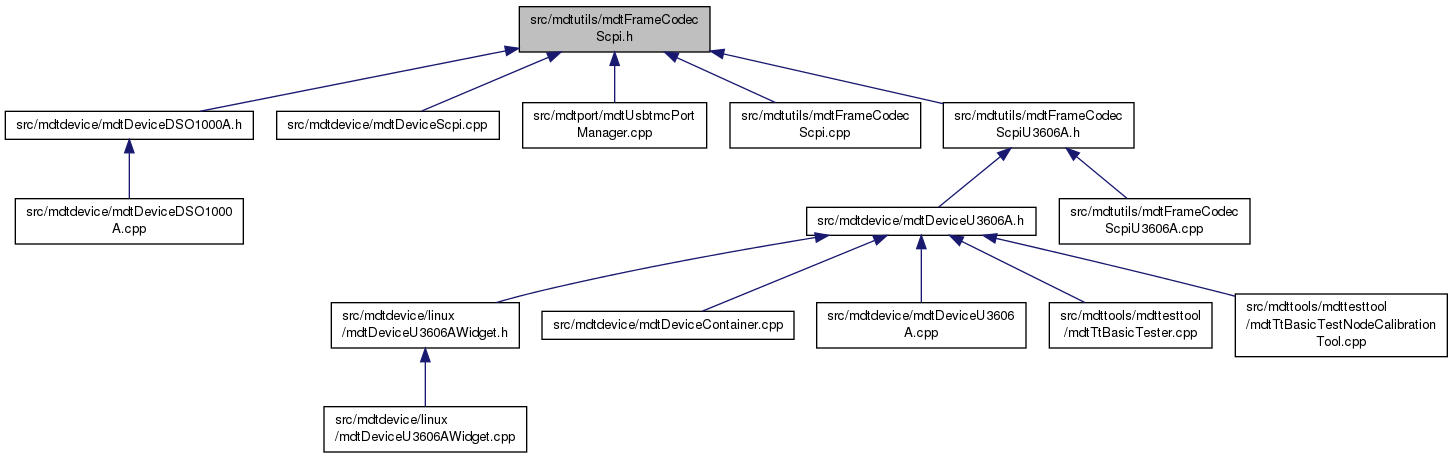 src/mdtutils/mdtFrameCodec
Scpi.h
src/mdtdevice/mdtDeviceDSO1000A.h
src/mdtdevice/mdtDeviceScpi.cpp
src/mdtport/mdtUsbtmcPort
Manager.cpp
src/mdtutils/mdtFrameCodec
Scpi.cpp
src/mdtutils/mdtFrameCodec
ScpiU3606A.h
src/mdtdevice/mdtDeviceDSO1000
A.cpp
src/mdtdevice/mdtDeviceU3606A.h
src/mdtutils/mdtFrameCodec
ScpiU3606A.cpp
src/mdtdevice/linux
/mdtDeviceU3606AWidget.h
src/mdtdevice/mdtDeviceContainer.cpp
src/mdtdevice/mdtDeviceU3606
A.cpp
src/mdttools/mdttesttool
/mdtTtBasicTester.cpp
src/mdttools/mdttesttool
/mdtTtBasicTestNodeCalibration
Tool.cpp
src/mdtdevice/linux
/mdtDeviceU3606AWidget.cpp